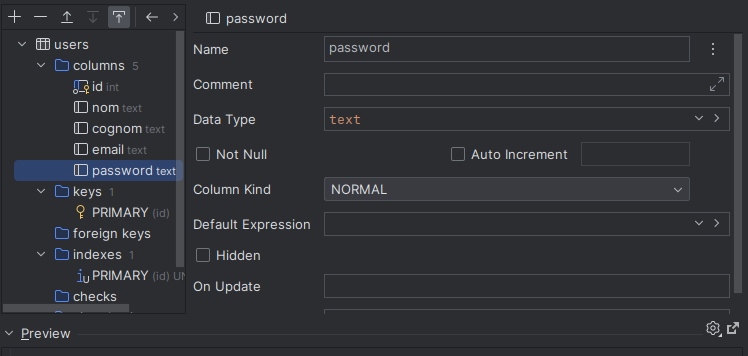 password
users
columns 5
id int
nom text
cognom text
email text
password text
keys 1
PRIMARY (id)
foreign keys
indexes 1
PRIMARY (id) UN
checks
Name password
Comment
Data Type text
Not Null Auto Increment
Column Kind NORMAL
Default Expression
Hidden
On Update
Preview